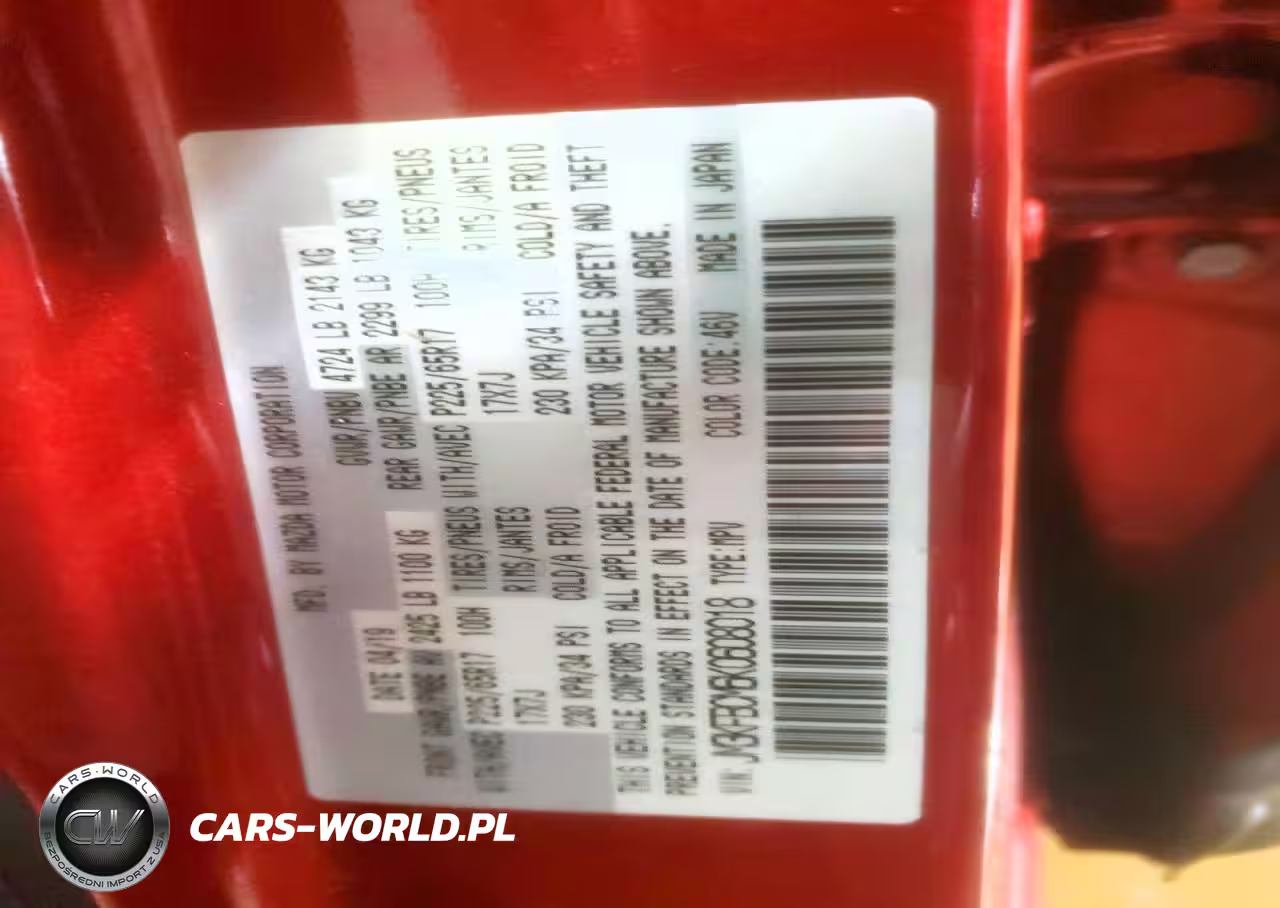 MFD. BY MAZDA MOTOR CORPORATION
DATE 04/19 GVWR/PNBV 4724 LB 2143 KG
FRONT GAWR/PNBE AV 2425 LB 1100 KG REAR GAWR/PNBE AR 2299 LB 1043 KG
WITH/AVEC P225/65R17 100H TIRES/PNEUS WITH/AVEC P225/65R17 100H TIRES/PNEUS
17X7J RIMS/JANTES 17X7J RIMS/JANTES
230 KPA/34 PSI COLD/A FROID 230 KPA/34 PSI COLD/A FROID
THIS VEHICLE CONFORMS TO ALL APPLICABLE FEDERAL MOTOR VEHICLE SAFETY AND THEFT
PREVENTION STANDARDS IN EFFECT ON THE DATE OF MANUFACTURE SHOWN ABOVE.
VIN: TYPE:MPV COLOR CODE:46V MADE IN JAPAN
CARS-WORLD
CW
BEZPOŚREDNI IMPORT Z USA
CARS-WORLD.PL